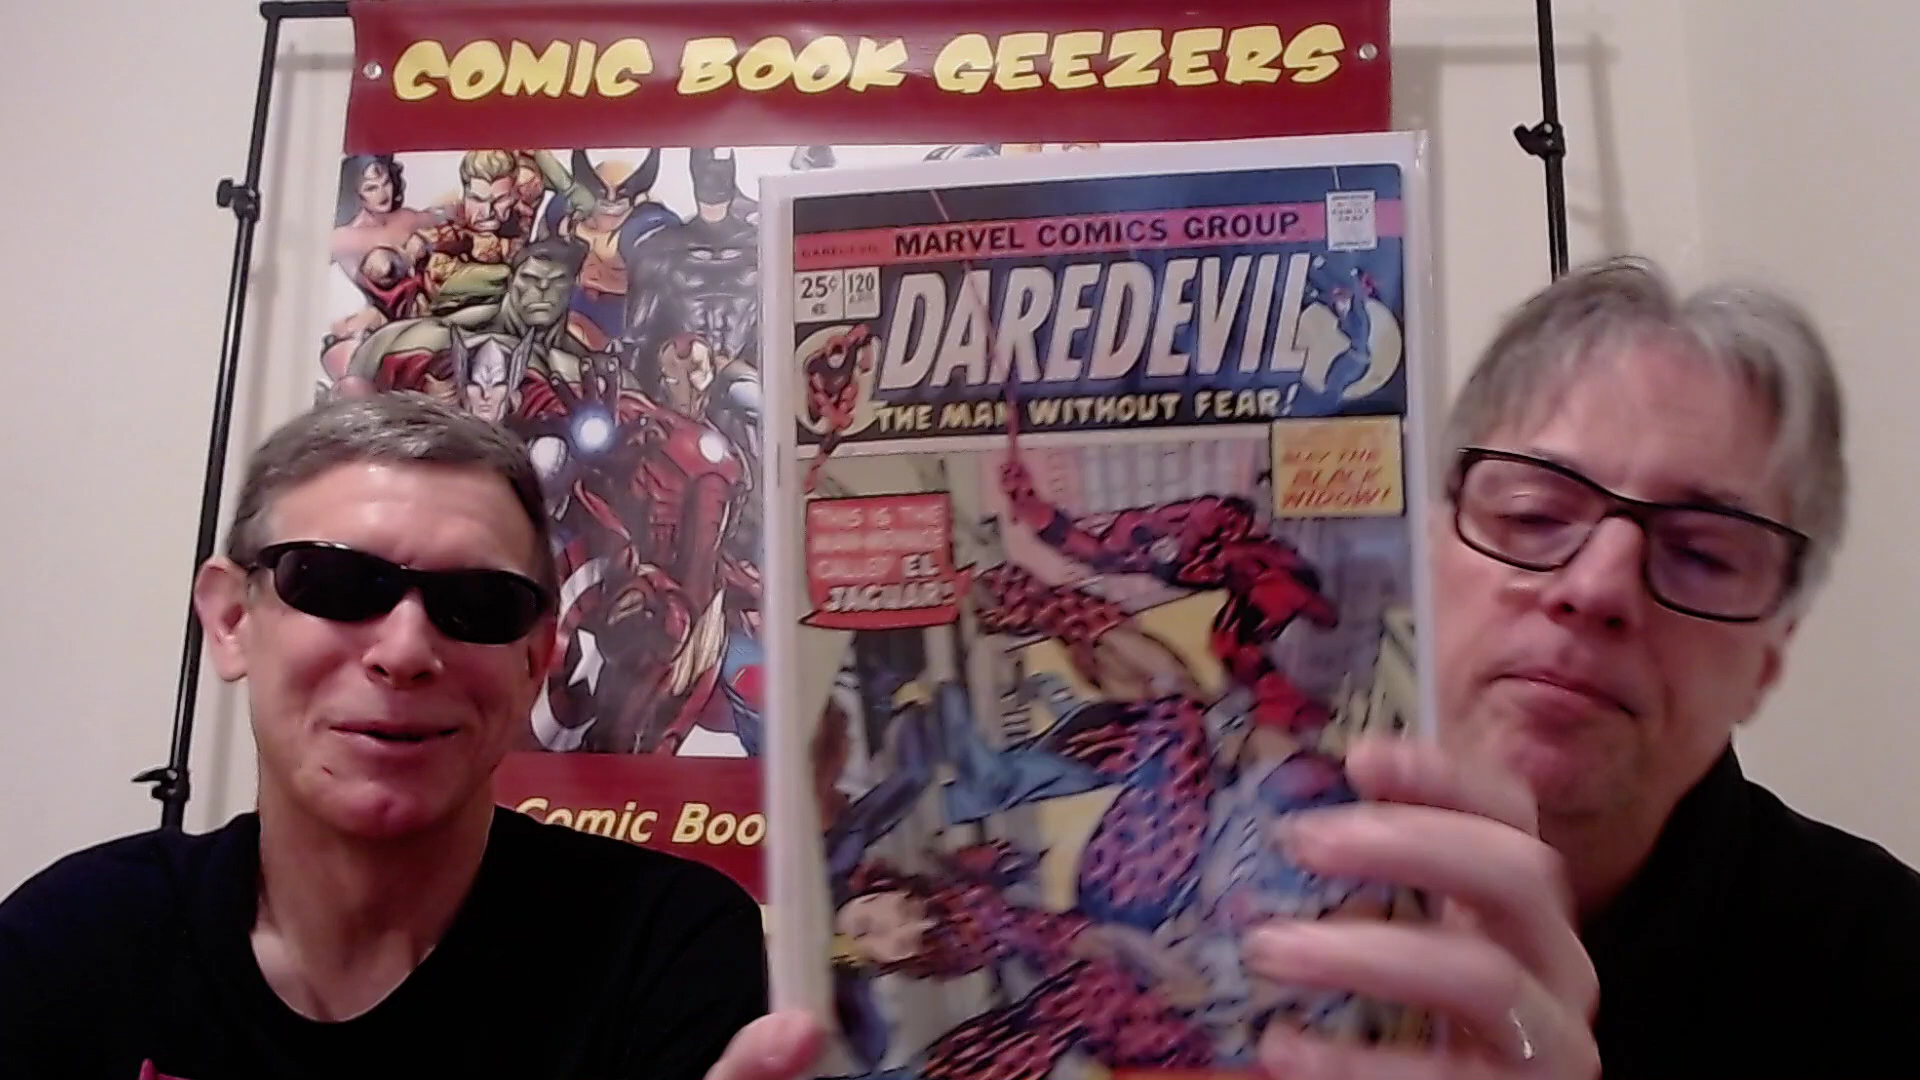 COMIC BOOK GEEZERS
DAREDEVIL MARVEL COMICS GROUP.
25¢ 120
DAREDEVIL
THE MAN WITHOUT FEAR!
BLACK
WIDOW!
THIS IS THE
CALLED EL
JAGUAR!
Comic Boo